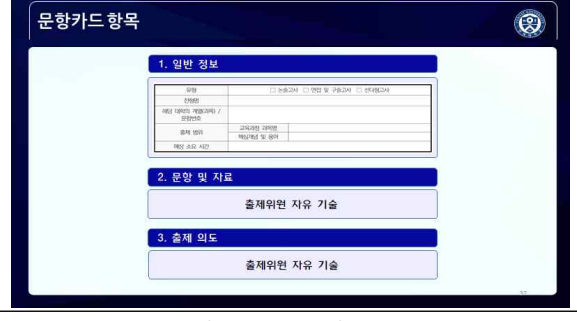 문항카드 항목
1. 일반 정보
유형 □ 논술고사 □ 면접 및 구술고사 □ 선다형고사
전형명
해당 대학의 계열(과목) /
문항번호
출제 범위
교육과정 과목명
핵심개념 및 용어
예상 소요 시간
2. 문항 및 자료
출제위원 자유 기술
3. 출제 의도
출제위원 자유 기술